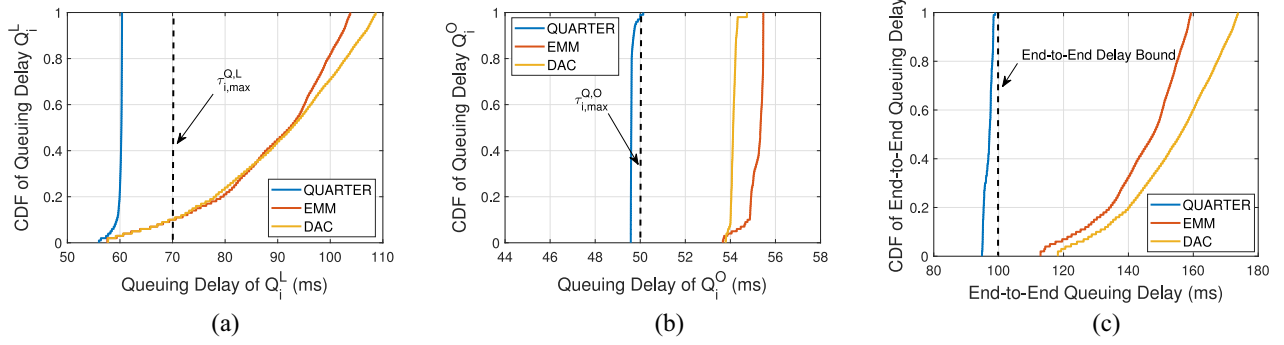 CDF of Queuing Delay Q_i^L
1
0.8
0.6
0.4
0.2
0
τ_{i,max}^{Q,L}
QUARTER
EMM
DAC
50 60 70 80 90 100 110
Queuing Delay of Q_i^L (ms)
(a)
CDF of Queuing Delay Q_i^O
1
0.8
0.6
0.4
0.2
0
QUARTER
EMM
DAC
τ_{i,max}^{Q,O}
44 46 48 50 52 54 56 58
Queuing Delay of Q_i^O (ms)
(b)
CDF of End-to-End Queuing Delay
1
0.8
0.6
0.4
0.2
0
End-to-End Delay Bound
QUARTER
EMM
DAC
80 100 120 140 160 180
End-to-End Queuing Delay (ms)
(c)